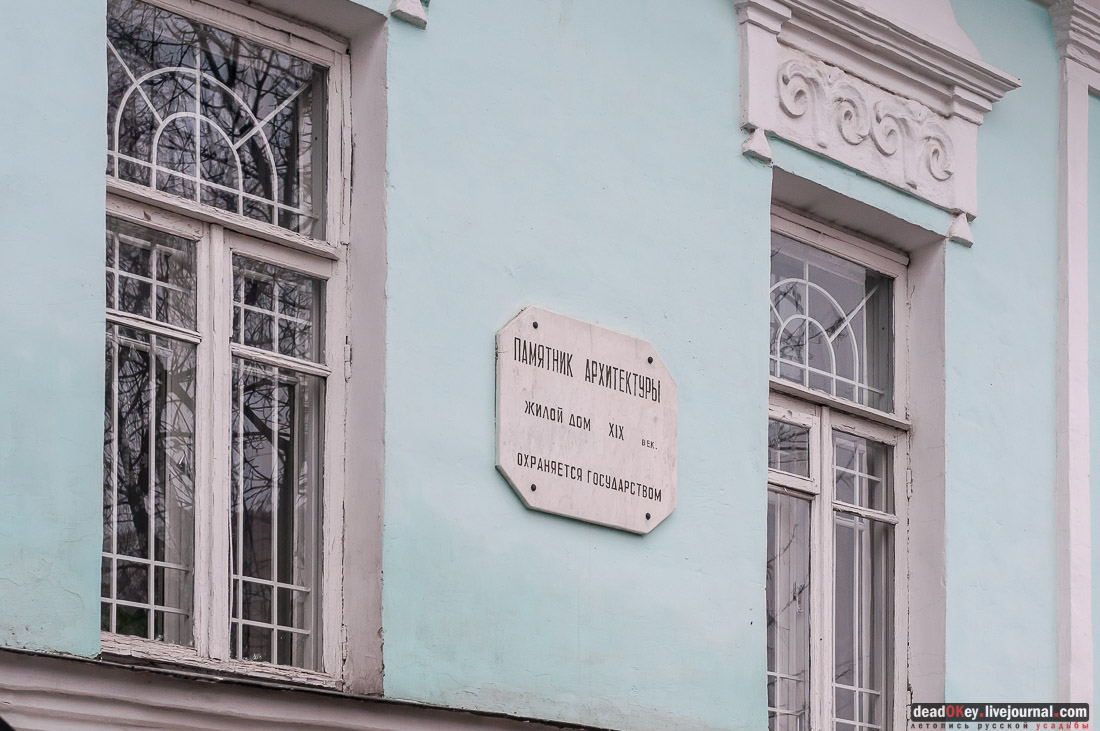 ПАМЯТНИК АРХИТЕКТУРЫ
ЖИЛОЙ ДОМ XIX ВЕК.
ОХРАНЯЕТСЯ ГОСУДАРСТВОМ
deadOKey.livejournal.com
летопись русской усадьбы